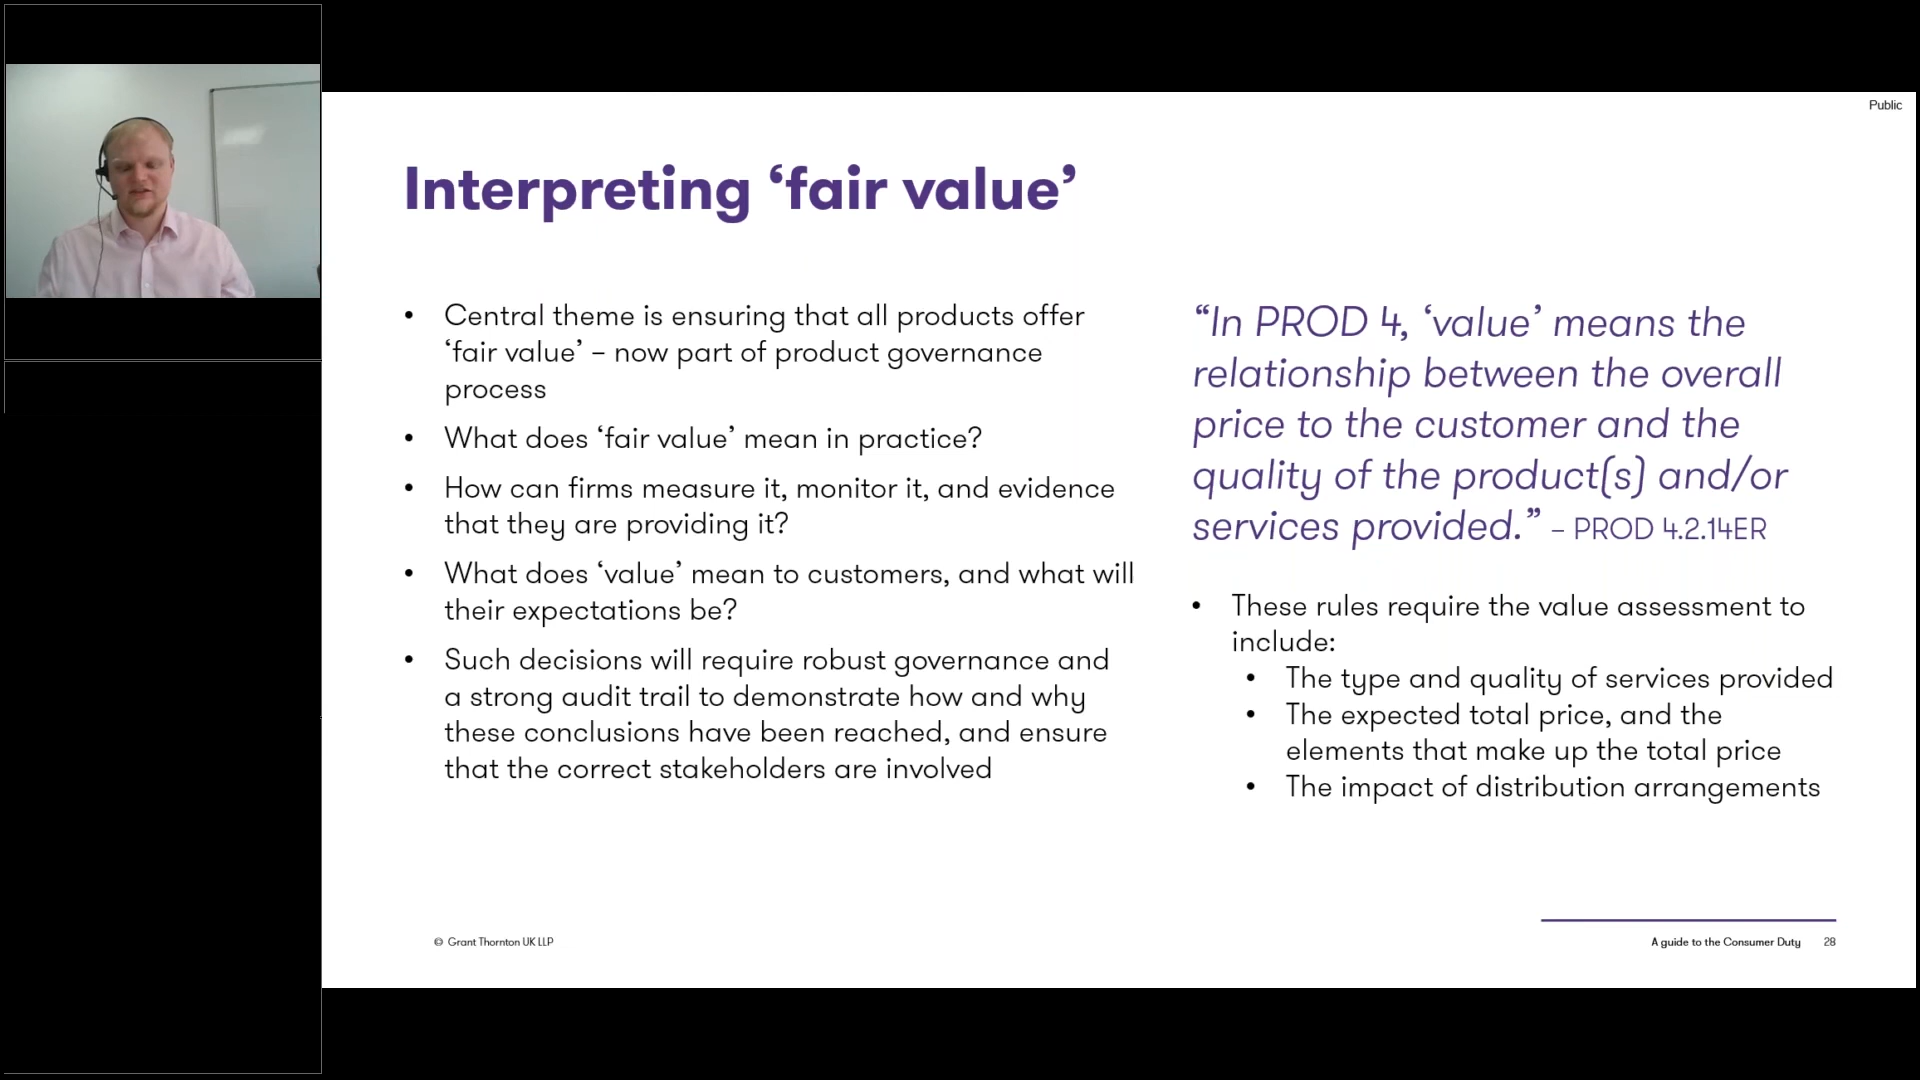 Public
Interpreting ‘fair value’
• Central theme is ensuring that all products offer
‘fair value’ – now part of product governance
process
• What does ‘fair value’ mean in practice?
• How can firms measure it, monitor it, and evidence
that they are providing it?
• What does ‘value’ mean to customers, and what will
their expectations be?
• Such decisions will require robust governance and
a strong audit trail to demonstrate how and why
these conclusions have been reached, and ensure
that the correct stakeholders are involved
“In PROD 4, ‘value’ means the
relationship between the overall
price to the customer and the
quality of the product(s) and/or
services provided.” – PROD 4.2.14ER
• These rules require the value assessment to
include:
• The type and quality of services provided
• The expected total price, and the
elements that make up the total price
• The impact of distribution arrangements
© Grant Thornton UK LLP
A guide to the Consumer Duty 28